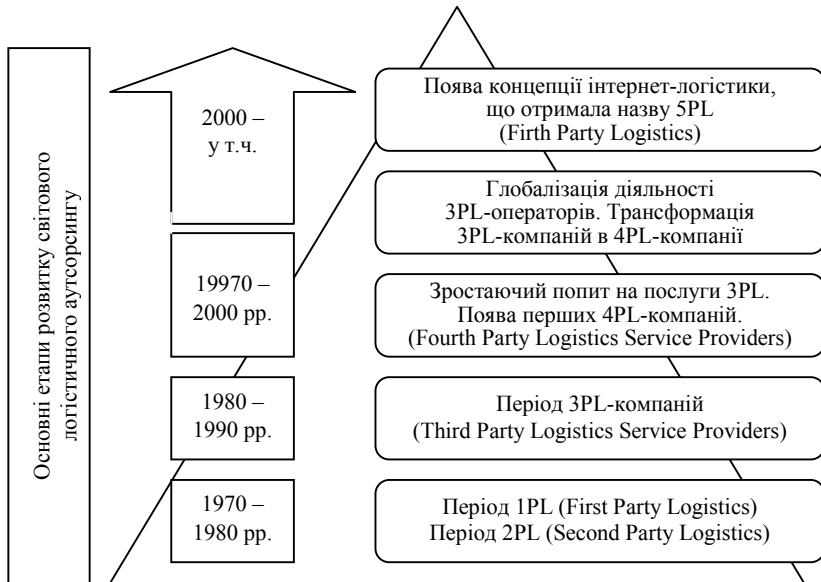 Основні етапи розвитку світового
логістичного аутсорсингу
2000 –
у т.ч.
Поява концепції інтернет-логістики,
що отримала назву 5PL
(Firth Party Logistics)
Глобалізація діяльності
3PL-операторів. Трансформація
3PL-компаній в 4PL-компанії
19970 –
2000 рр.
Зростаючий попит на послуги 3PL.
Поява перших 4PL-компаній.
(Fourth Party Logistics Service Providers)
1980 –
1990 рр.
Період 3PL-компаній
(Third Party Logistics Service Providers)
1970 –
1980 рр.
Період 1PL (First Party Logistics)
Період 2PL (Second Party Logistics)